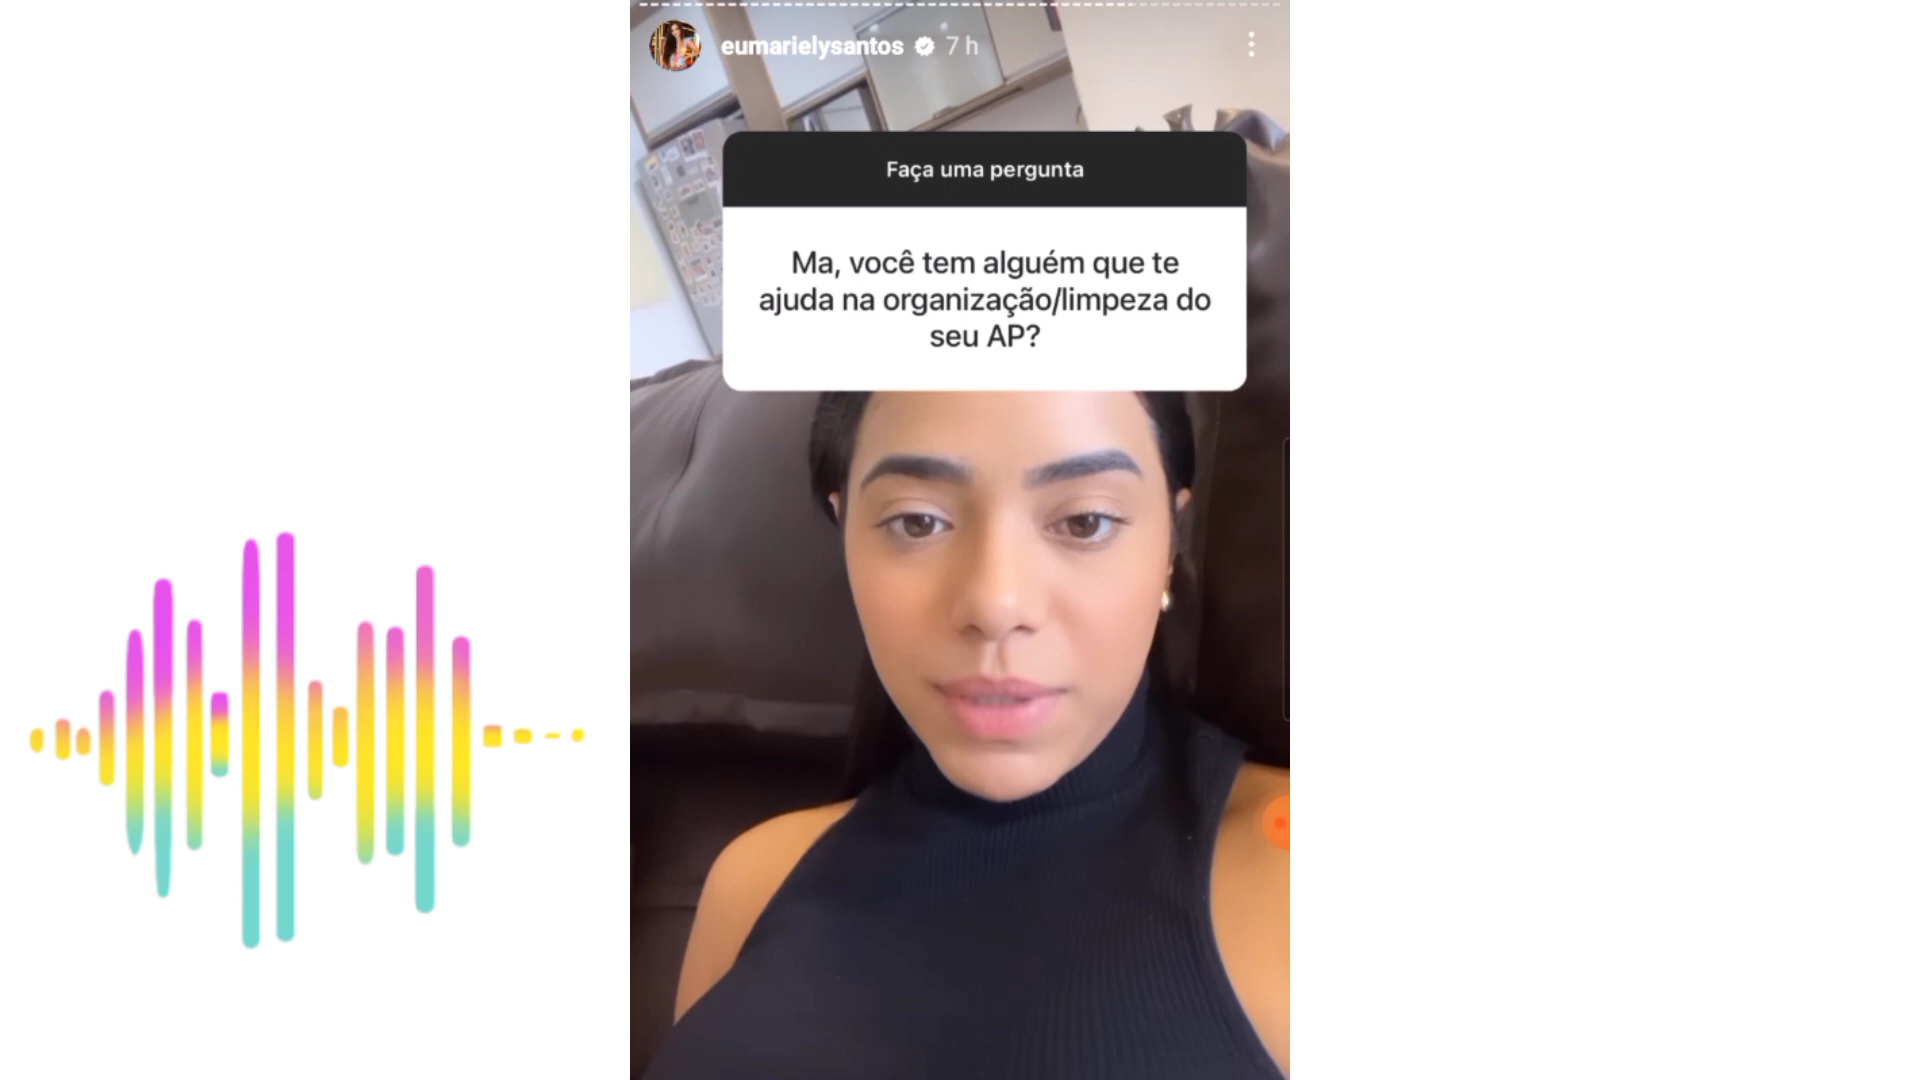 eumarielysantos 7 h
Faça uma pergunta
Ma, você tem alguém que te
ajuda na organização/limpeza do
seu AP?